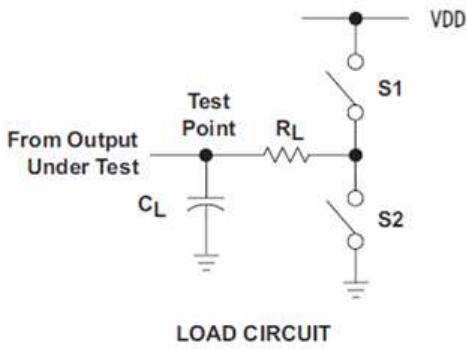 VDD
S1
Test
Point
RL
From Output
Under Test
CL
S2
LOAD CIRCUIT